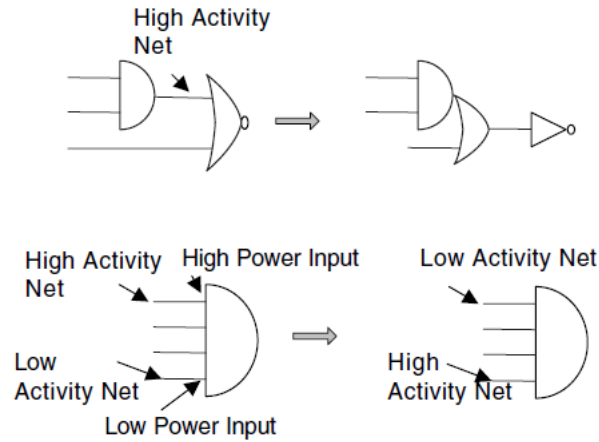 High Activity
Net
High Activity
Net
High Power Input
Low
Activity Net
Low Power Input
Low Activity Net
High
Activity Net